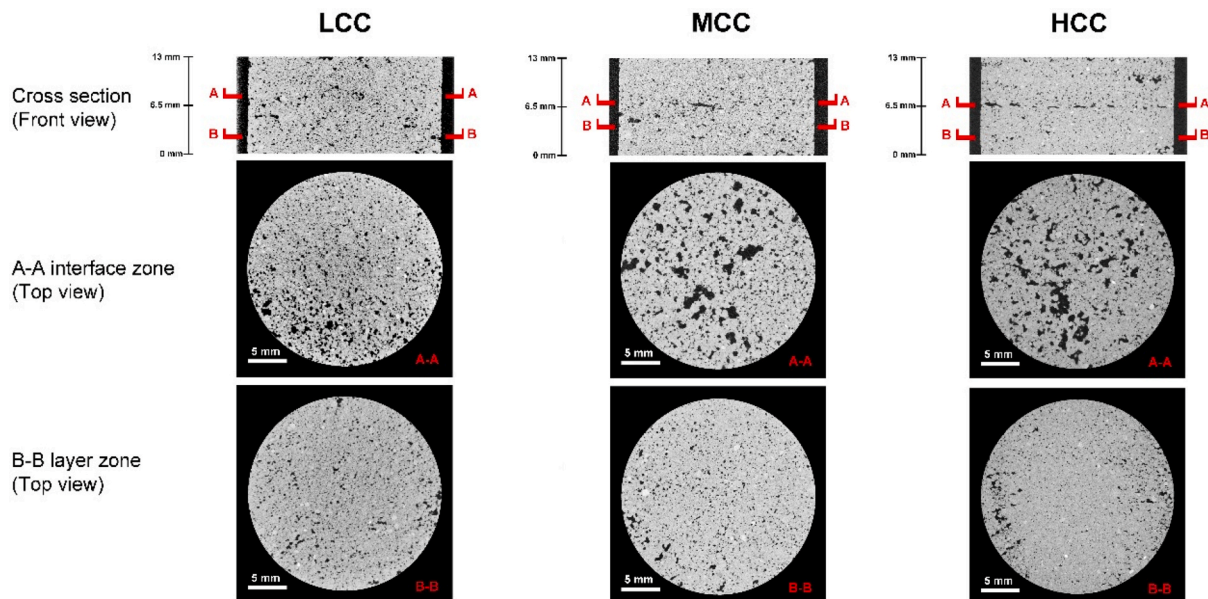 LCC MCC HCC
Cross section
(Front view)
13 mm
6.5 mm
0 mm
A A
B B
13 mm
6.5 mm
0 mm
A A
B B
13 mm
6.5 mm
0 mm
A A
B B
A-A interface zone
(Top view)
5 mm A-A
5 mm A-A
5 mm A-A
B-B layer zone
(Top view)
5 mm B-B
5 mm B-B
5 mm B-B